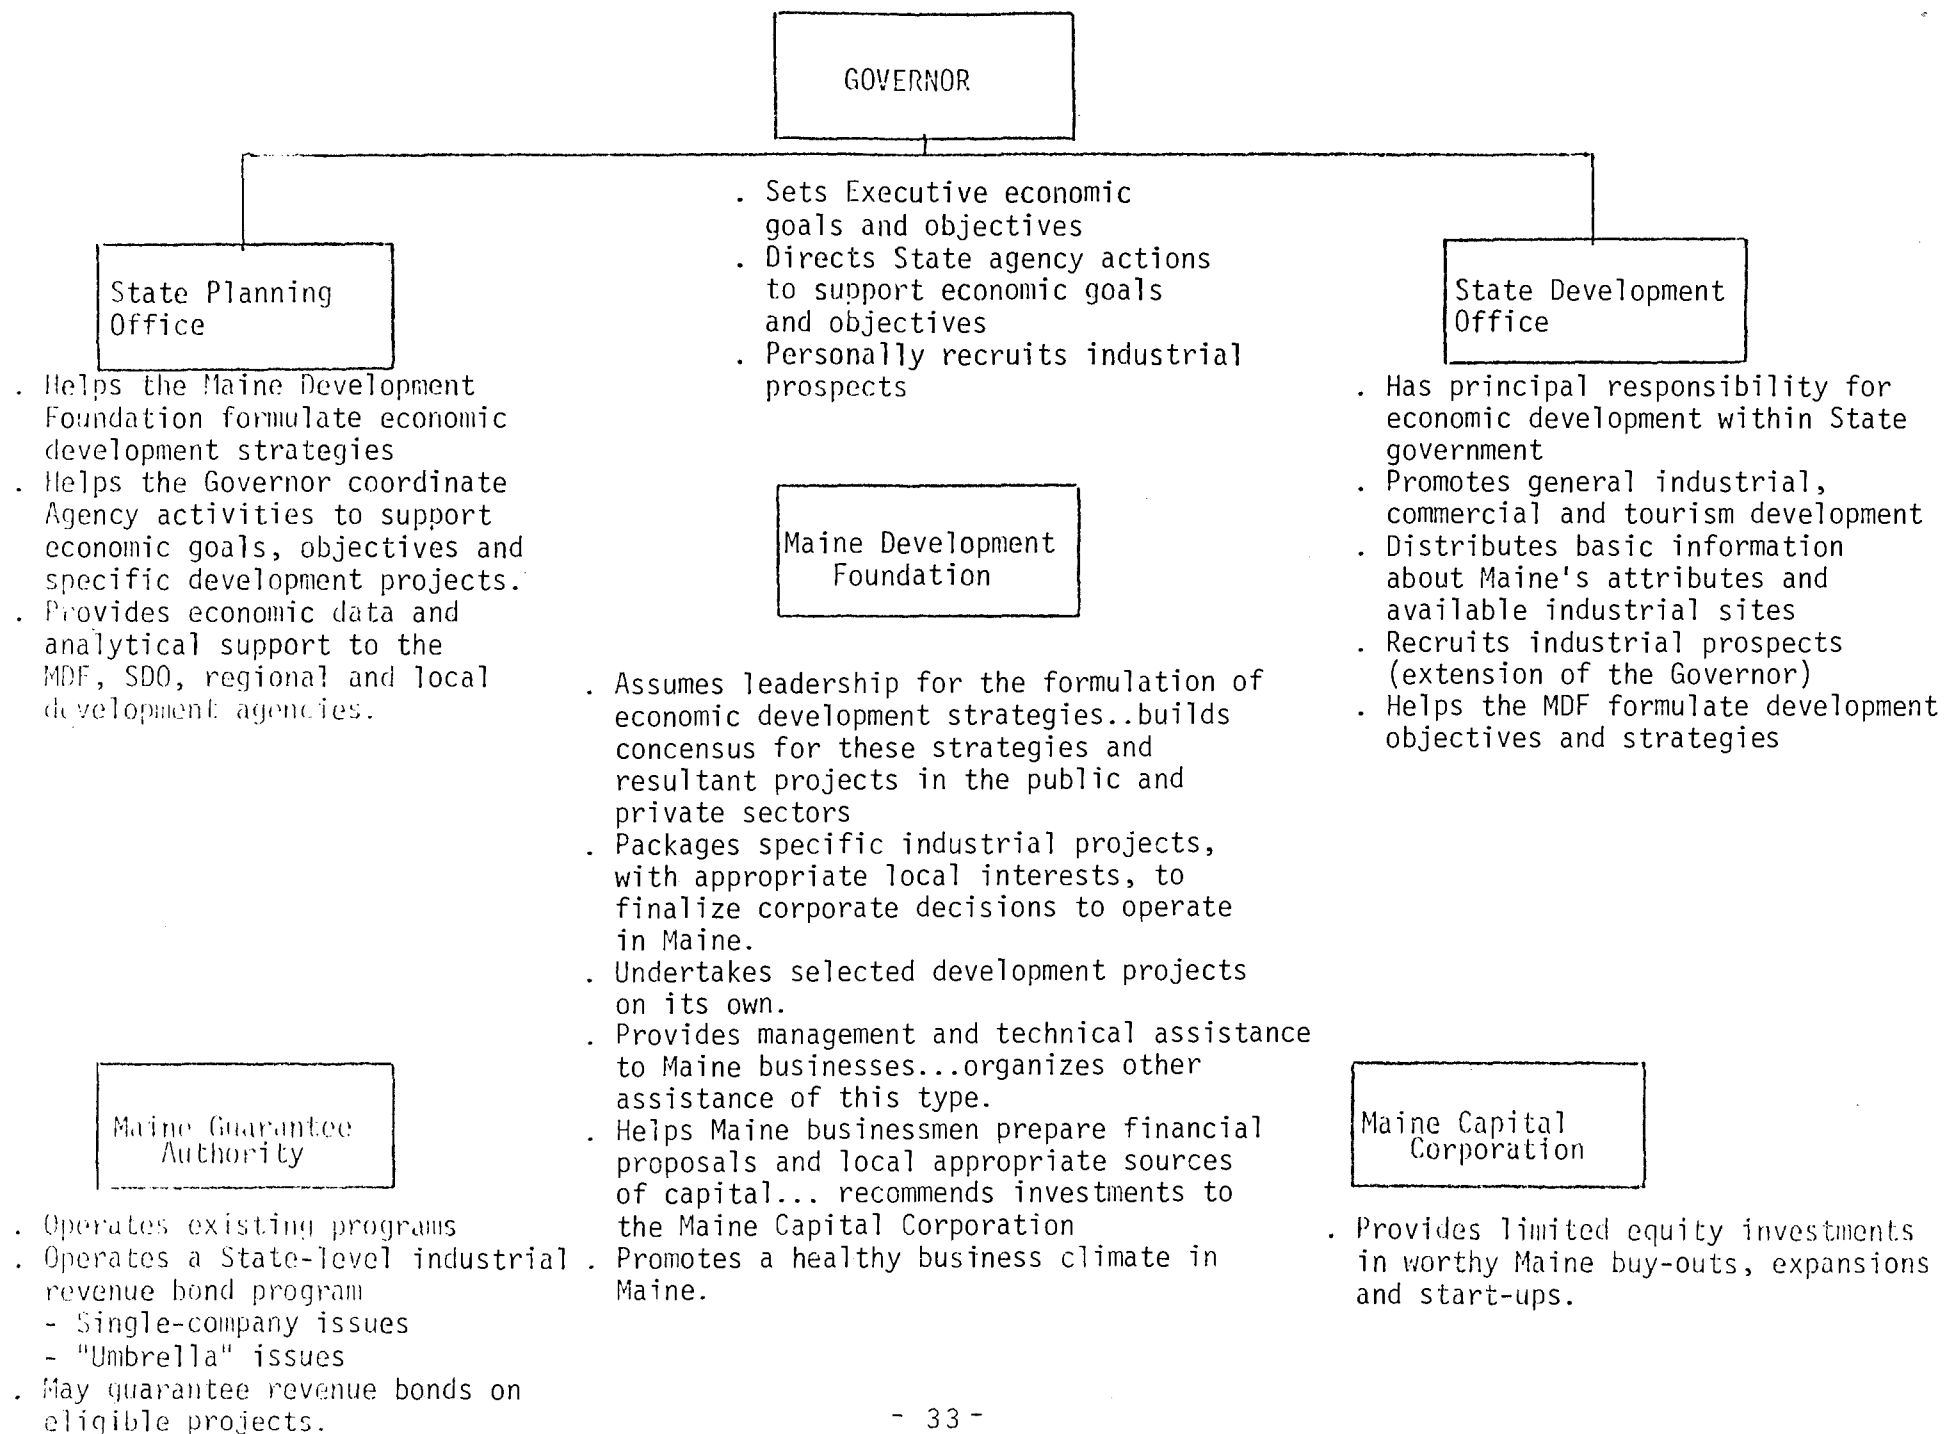 GOVERNOR
. Sets Executive economic
goals and objectives
. Directs State agency actions
to support economic goals
and objectives
. Personally recruits industrial
prospects
State Planning
Office
. Helps the Maine Development
Foundation formulate economic
development strategies
. Helps the Governor coordinate
Agency activities to support
economic goals, objectives and
specific development projects.
. Provides economic data and
analytical support to the
MDF, SDO, regional and local
development agencies.
State Development
Office
. Has principal responsibility for
economic development within State
government
. Promotes general industrial,
commercial and tourism development
. Distributes basic information
about Maine's attributes and
available industrial sites
. Recruits industrial prospects
(extension of the Governor)
. Helps the MDF formulate development
objectives and strategies
Maine Development
Foundation
. Assumes leadership for the formulation of
economic development strategies..builds
concensus for these strategies and
resultant projects in the public and
private sectors
. Packages specific industrial projects,
with appropriate local interests, to
finalize corporate decisions to operate
in Maine.
. Undertakes selected development projects
on its own.
. Provides management and technical assistance
to Maine businesses...organizes other
assistance of this type.
. Helps Maine businessmen prepare financial
proposals and local appropriate sources
of capital... recommends investments to
the Maine Capital Corporation
. Promotes a healthy business climate in
Maine.
Maine Guarantee
Authority
. Operates existing programs
. Operates a State-level industrial
revenue bond program
- Single-company issues
- "Umbrella" issues
. May guarantee revenue bonds on
eligible projects.
Maine Capital
Corporation
. Provides limited equity investments
in worthy Maine buy-outs, expansions
and start-ups.
- 33 -